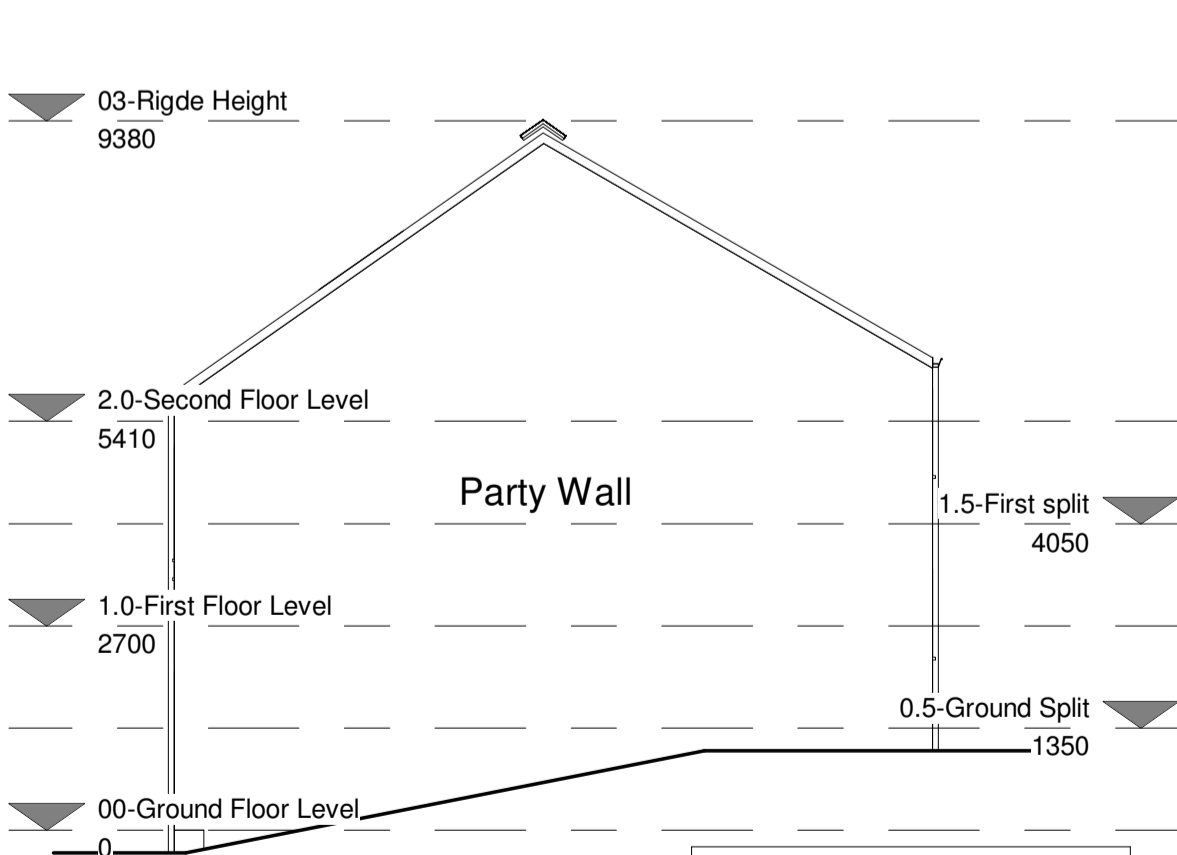 03-Rigde Height
9380
2.0-Second Floor Level
5410
Party Wall
1.5-First split
4050
1.0-First Floor Level
2700
0.5-Ground Split
1350
00-Ground Floor Level
0